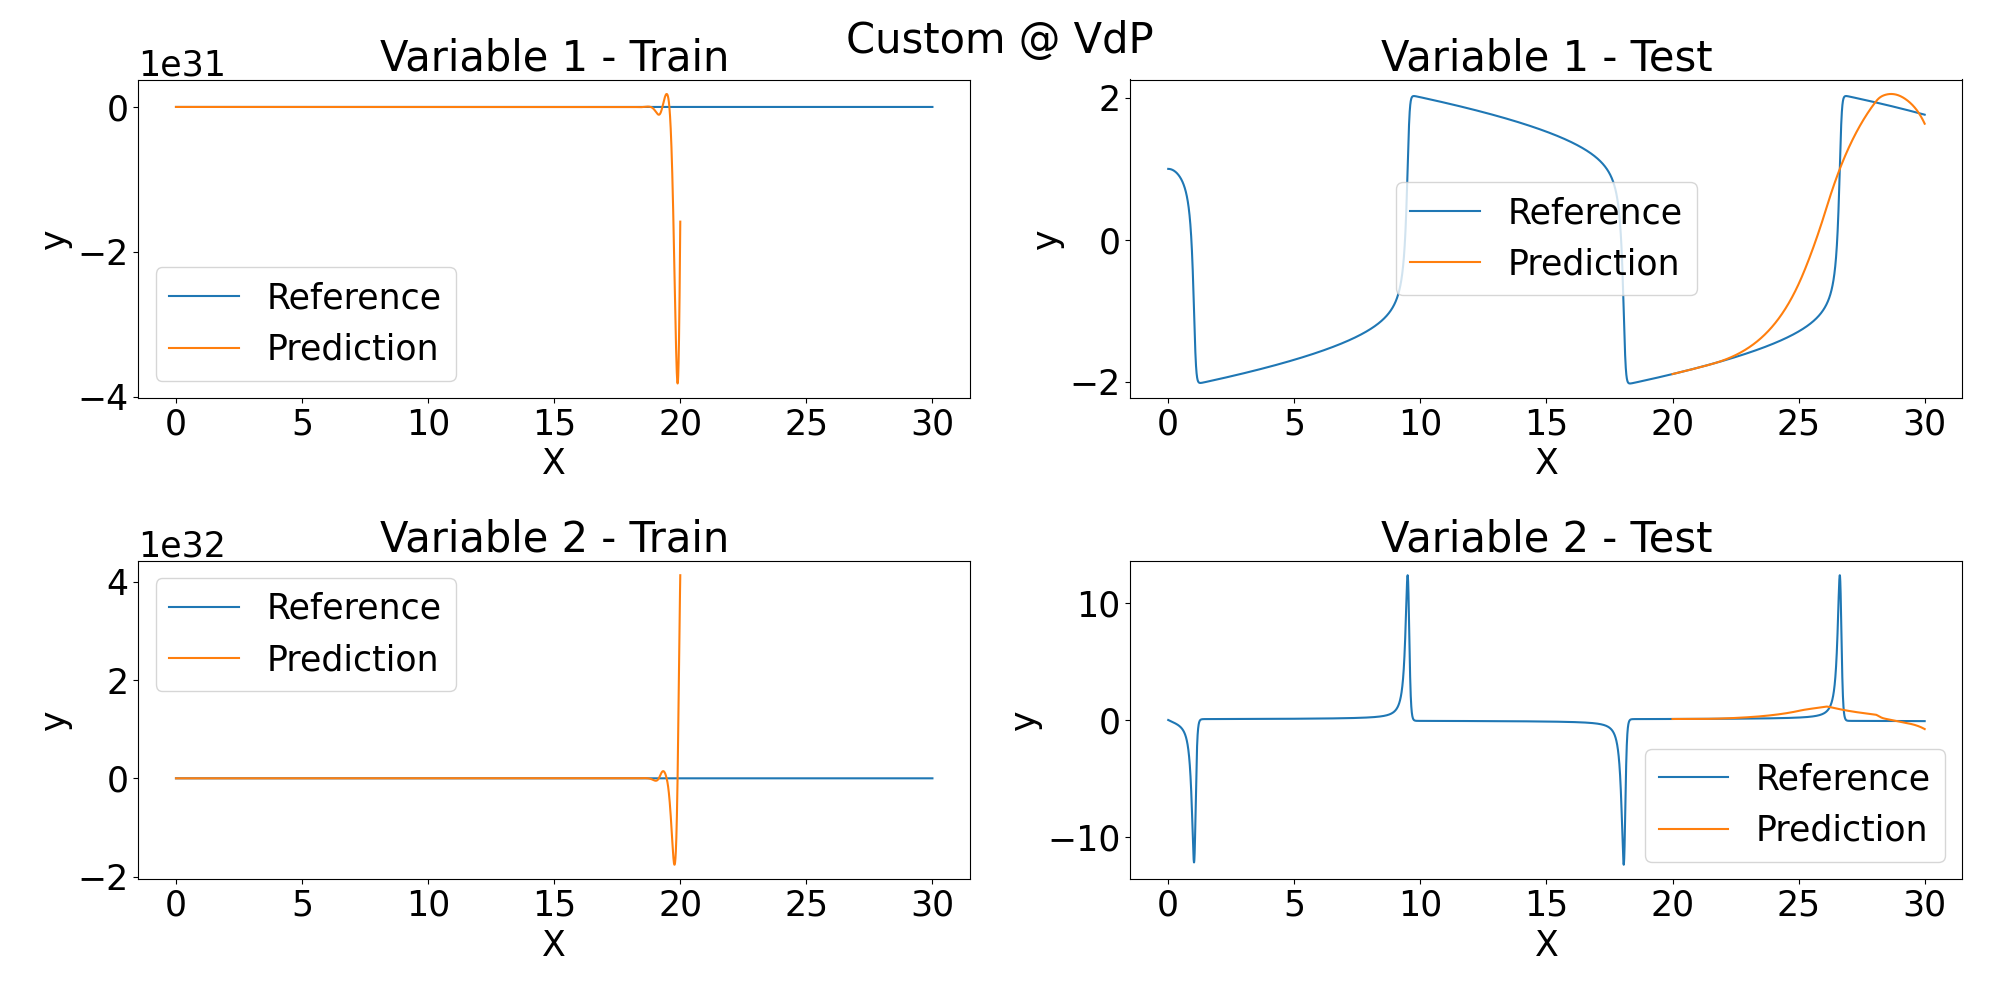 Custom @ VdP
Variable 1 - Train
1e31
0
−2
−4
y
Reference
Prediction
0 5 10 15 20 25 30
X
Variable 1 - Test
2
0
−2
y
Reference
Prediction
0 5 10 15 20 25 30
X
Variable 2 - Train
1e32
4
2
0
−2
y
Reference
Prediction
0 5 10 15 20 25 30
X
Variable 2 - Test
10
0
−10
y
Reference
Prediction
0 5 10 15 20 25 30
X